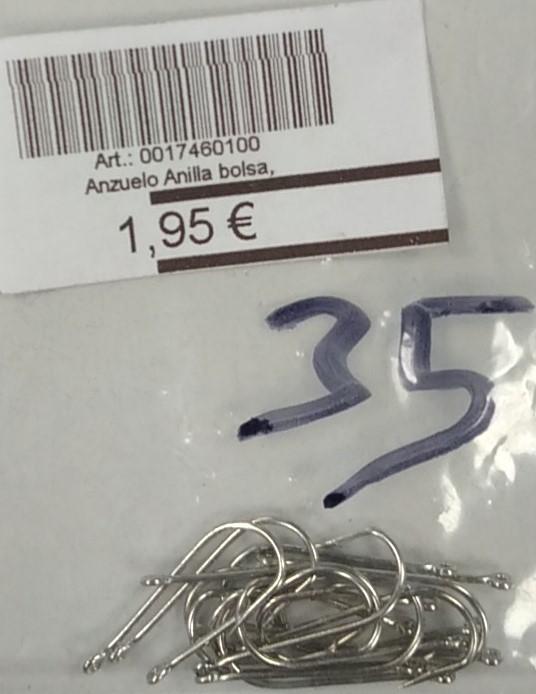 Art.: 0017460100
Anzuelo Anilla bolsa,
1,95 €
35